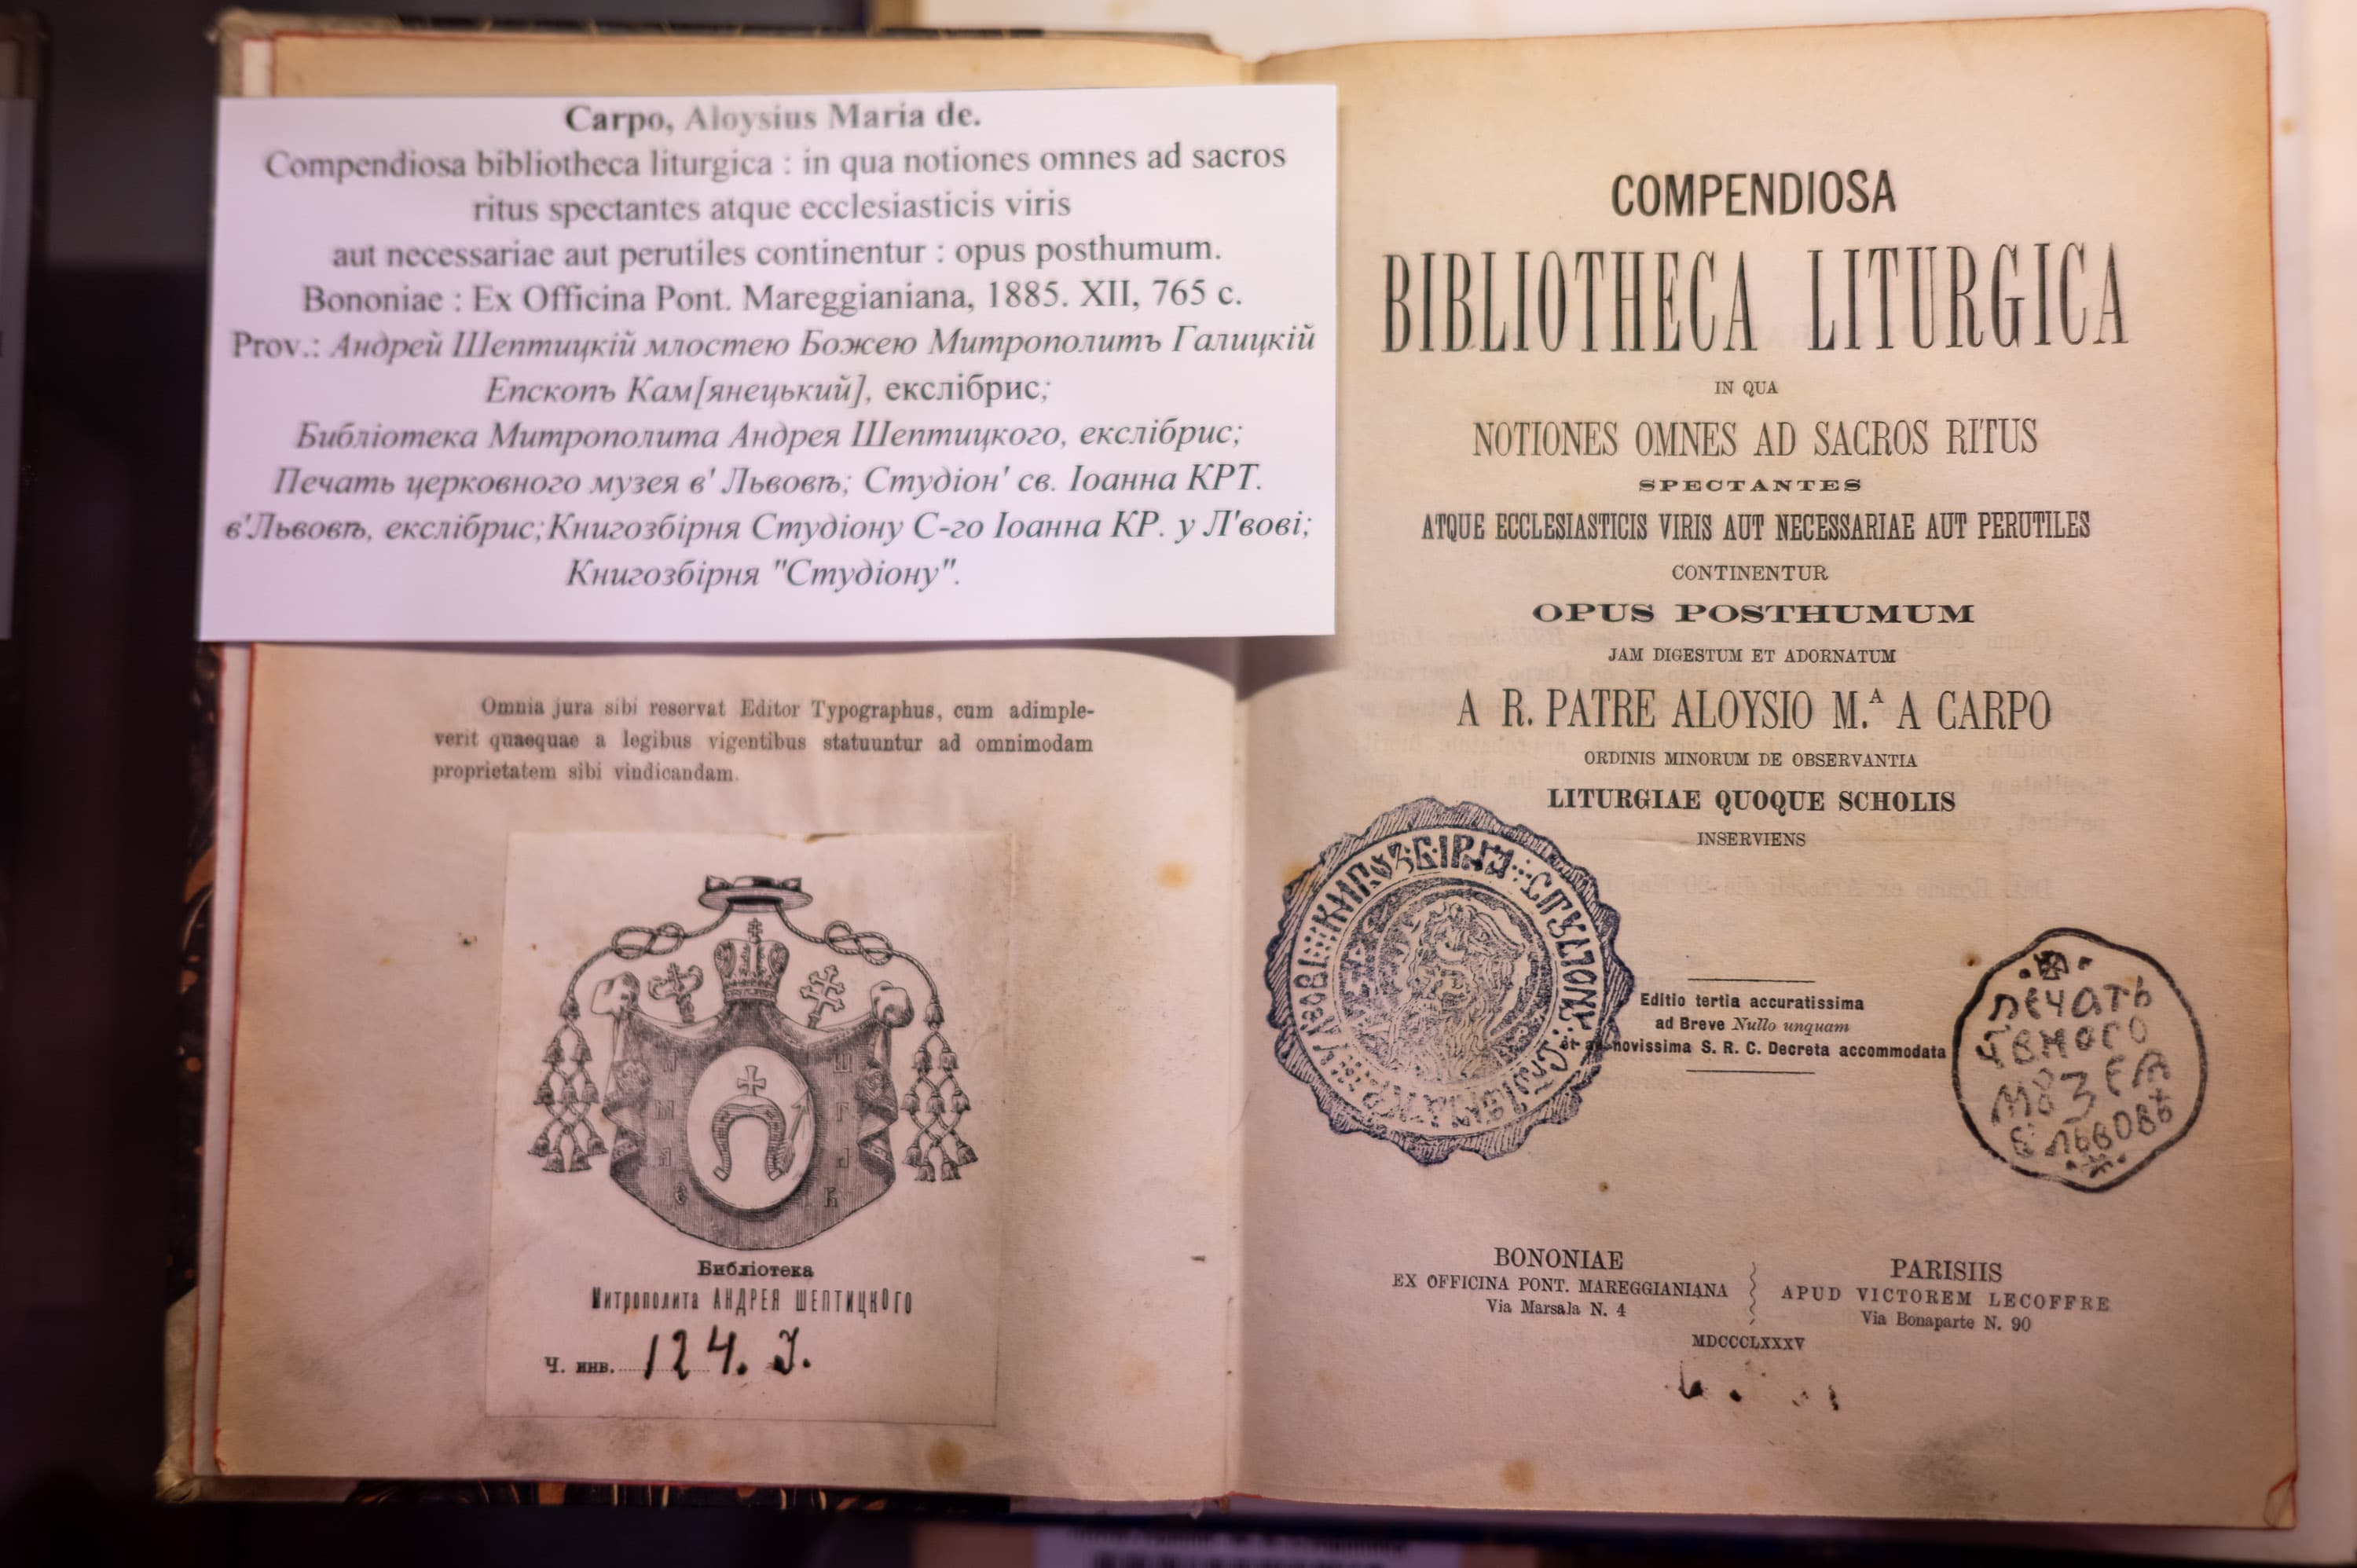 Carpo, Aloysius Maria de.
Compendiosa bibliotheca liturgica : in qua notiones omnes ad sacros
ritus spectantes atque ecclesiasticis viris
aut necessariae aut perutiles continentur : opus posthumum.
Bononiae : Ex Officina Pont. Mareggianiana, 1885. XII, 765 c.
Prov.: Андрей Шептицкій млостею Божею Митрополитъ Галицкій
Епскопъ Кам[янецький], екслібрис;
Библіотека Митрополита Андрея Шептицкого, екслібрис;
Печать церковного музея в' Львовѣ; Студіон' св. Іоанна КРТ.
в'Львовѣ, екслібрис;Книгозбірня Студіону С-го Іоанна КР. у Л'вові;
Книгозбірня "Студіону".
Omnia jura sibi reservat Editor Typographus, cum adimple-
verit quaequae a legibus vigentibus statuuntur ad omnimodam
proprietatem sibi vindicandam.
Библіотека
Митрополита АНДРЕЯ ШЕПТИЦКОГО
Ч. инв. 124. J.
COMPENDIOSA
BIBLIOTHECA LITURGICA
IN QUA
NOTIONES OMNES AD SACROS RITUS
SPECTANTES
ATQUE ECCLESIASTICIS VIRIS AUT NECESSARIAE AUT PERUTILES
CONTINENTUR
OPUS POSTHUMUM
JAM DIGESTUM ET ADORNATUM
A R. PATRE ALOYSIO M.ᴬ A CARPO
ORDINIS MINORUM DE OBSERVANTIA
LITURGIAE QUOQUE SCHOLIS
INSERVIENS
Editio tertia accuratissima
ad Breve Nullo unquam
et ad novissima S. R. C. Decreta accommodata
КНИГОЗБІРНЯ СТУДІОНУ
печать
музея
Львовѣ
BONONIAE
EX OFFICINA PONT. MAREGGIANIANA
Via Marsala N. 4
PARISIIS
APUD VICTOREM LECOFFRE
Via Bonaparte N. 90
MDCCCLXXXV